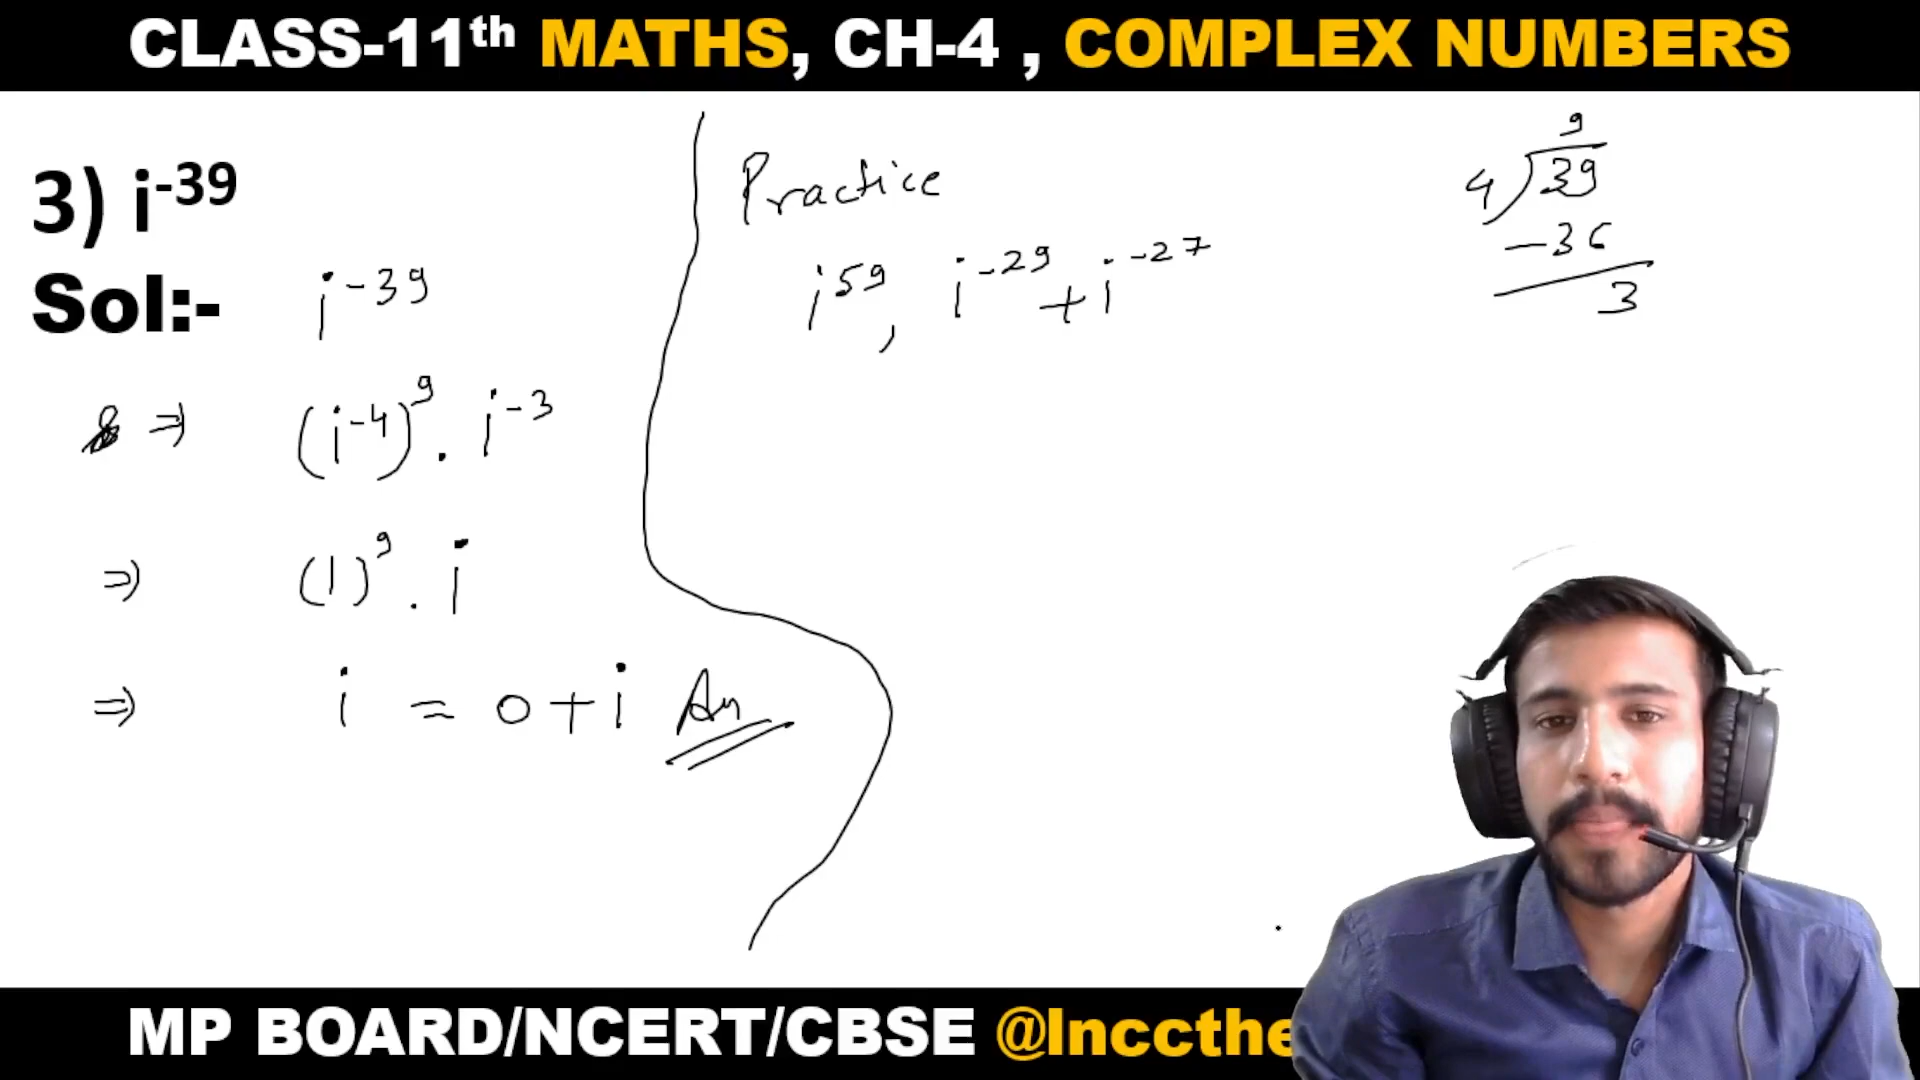 CLASS-11th MATHS, CH-4 , COMPLEX NUMBERS
3) i-39
Sol:- i-39
⇒ (i-4)9 . i-3
⇒ (1)9 . i
⇒ i = 0+i An
Practice
i59, i-29 + i-27
9
4)39
-36
3
MP BOARD/NCERT/CBSE @Inccthe